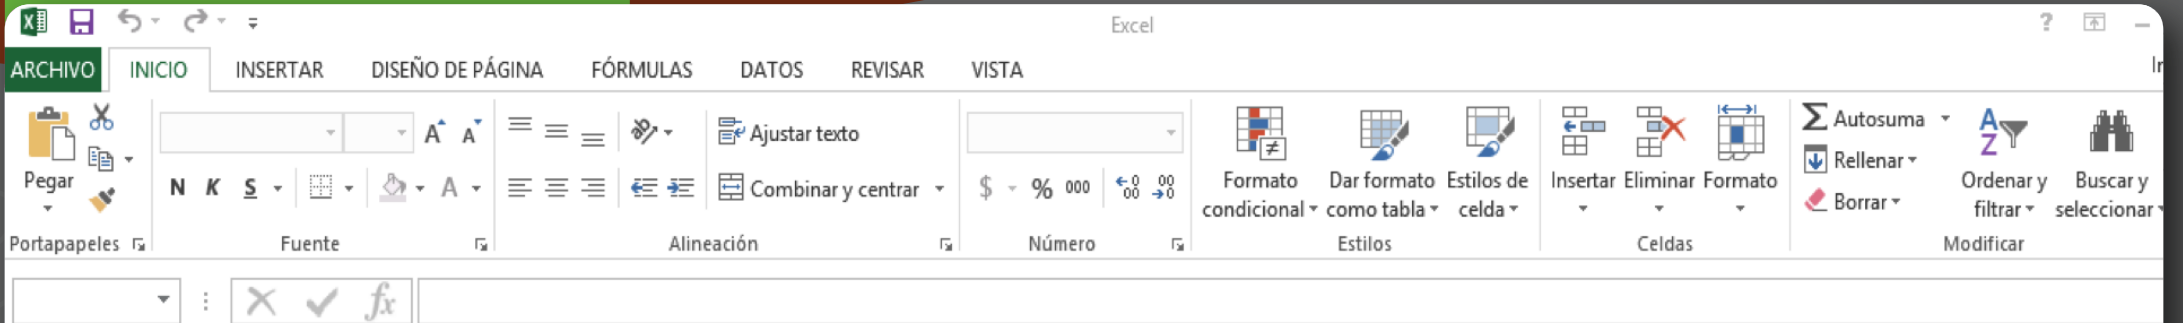 Excel
ARCHIVO INICIO INSERTAR DISEÑO DE PÁGINA FÓRMULAS DATOS REVISAR VISTA
Pegar
N K S
A A
A
Ajustar texto
Combinar y centrar
$ % 000
Formato condicional
Dar formato como tabla
Estilos de celda
Insertar Eliminar Formato
Autosuma
Rellenar
Borrar
Ordenar y filtrar
Buscar y seleccionar
Portapapeles Fuente Alineación Número Estilos Celdas Modificar
fx